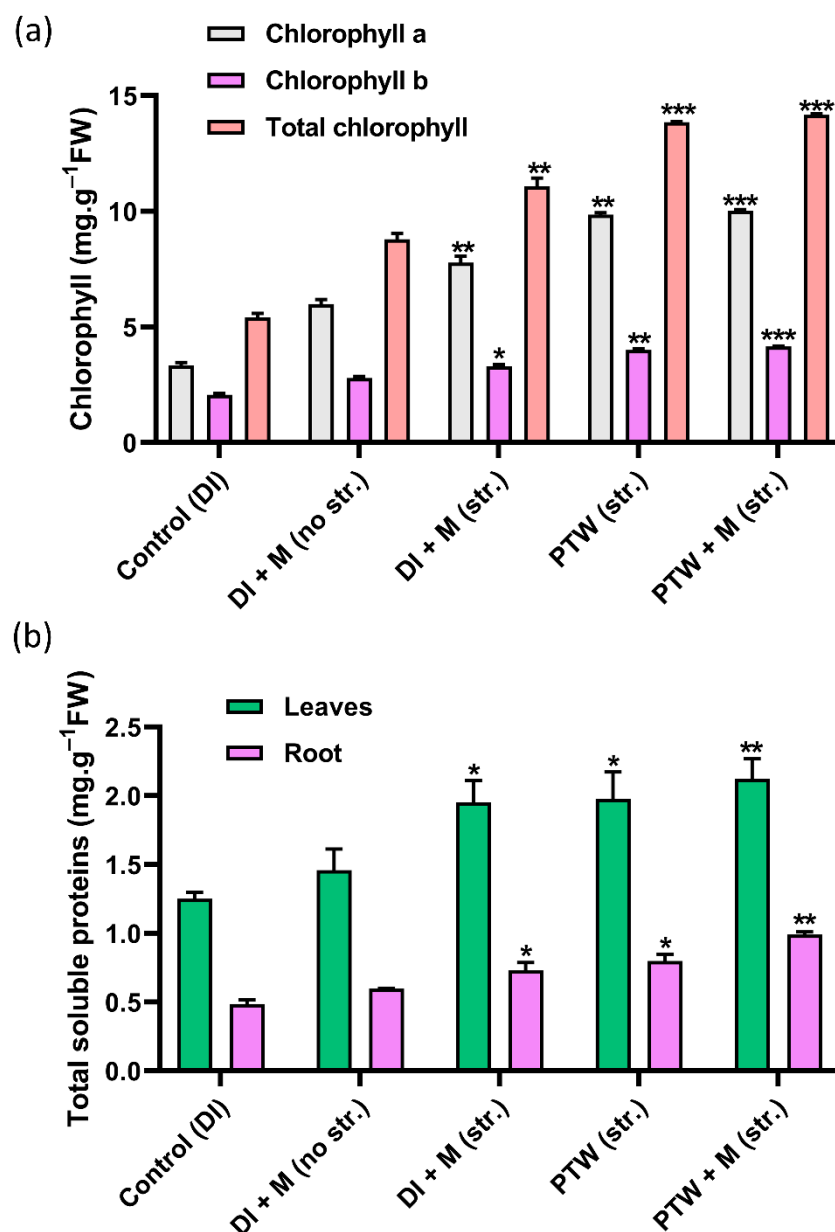 (a)
Chlorophyll a
Chlorophyll b
Total chlorophyll
Chlorophyll (mg.g⁻¹FW)
15
10
5
0
** ** *** *** ***
** * ** ***
Control (DI)
DI + M (no str.)
DI + M (str.)
PTW (str.)
PTW + M (str.)
(b)
Leaves
Root
Total soluble proteins (mg.g⁻¹FW)
2.5
2.0
1.5
1.0
0.5
0.0
* * **
* * **
Control (DI)
DI + M (no str.)
DI + M (str.)
PTW (str.)
PTW + M (str.)